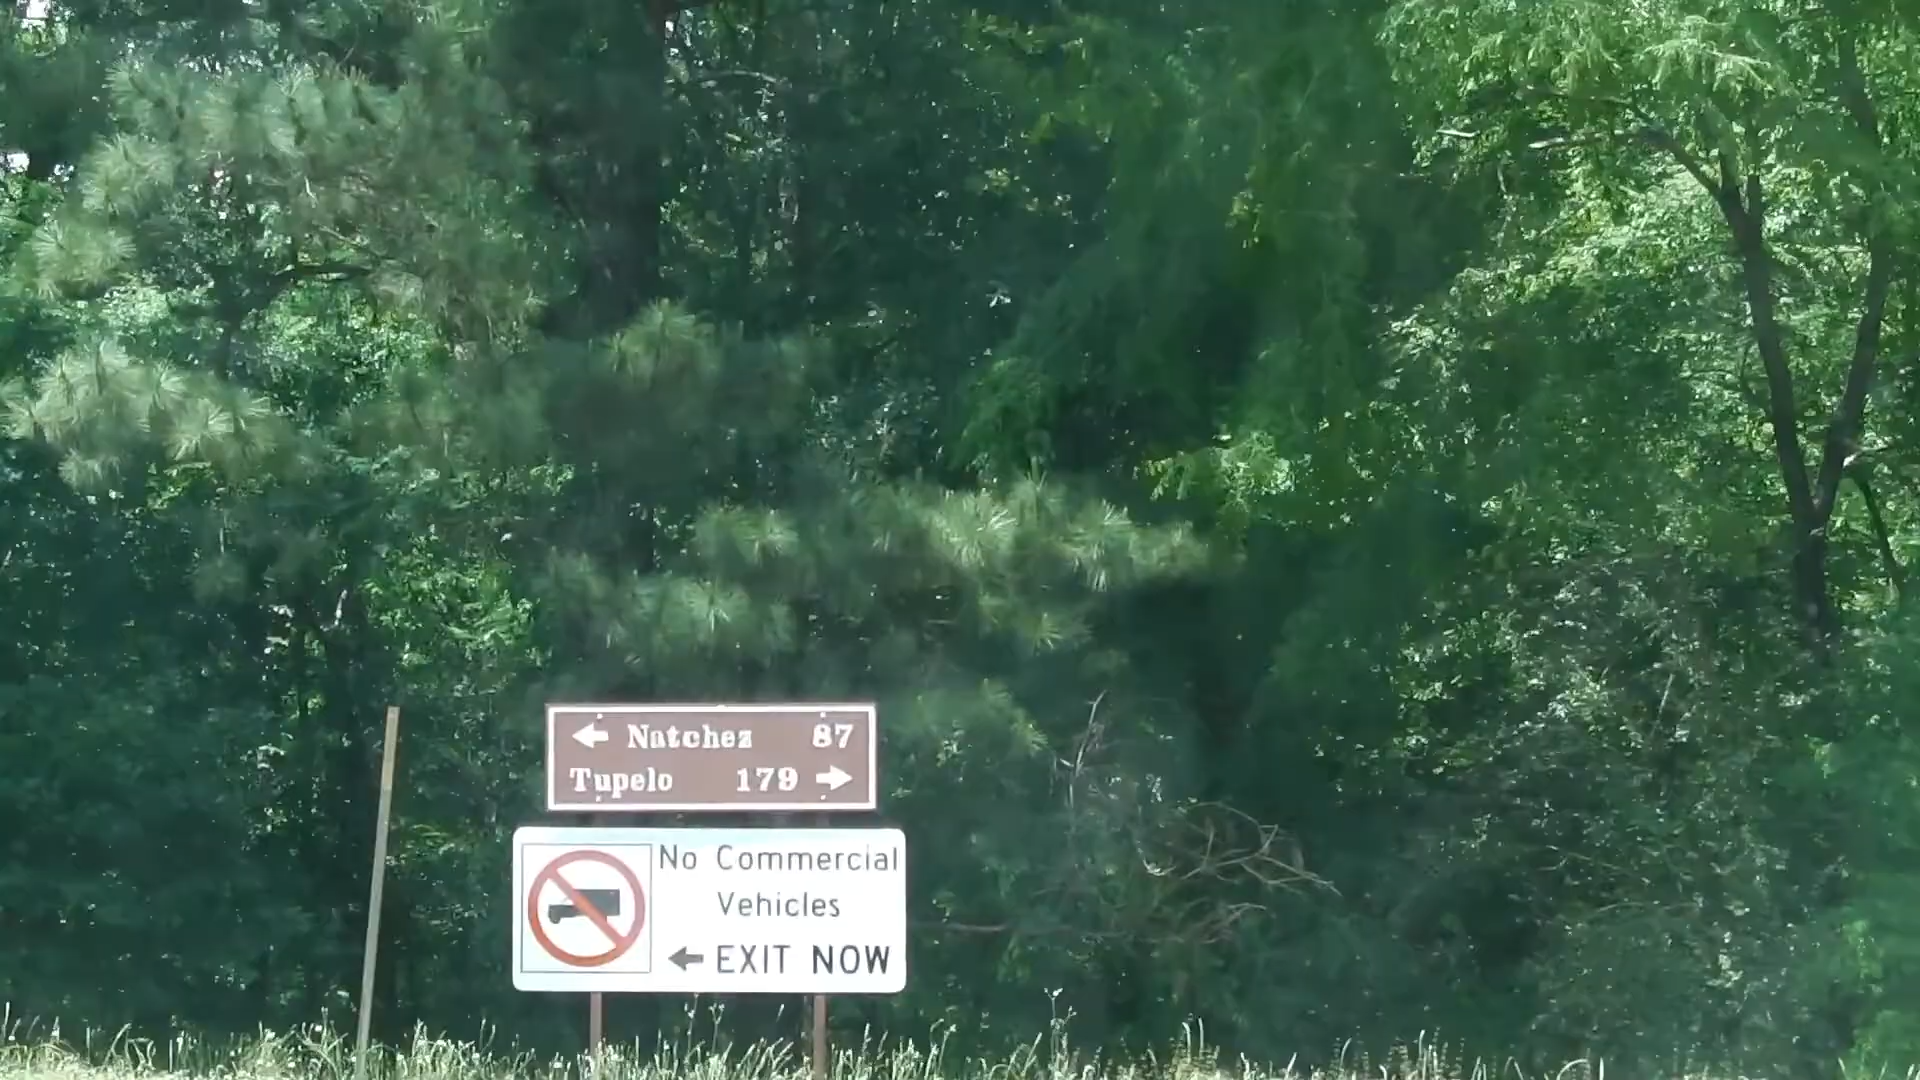 ← Natchez 87
Tupelo 179 →
No Commercial
Vehicles
← EXIT NOW